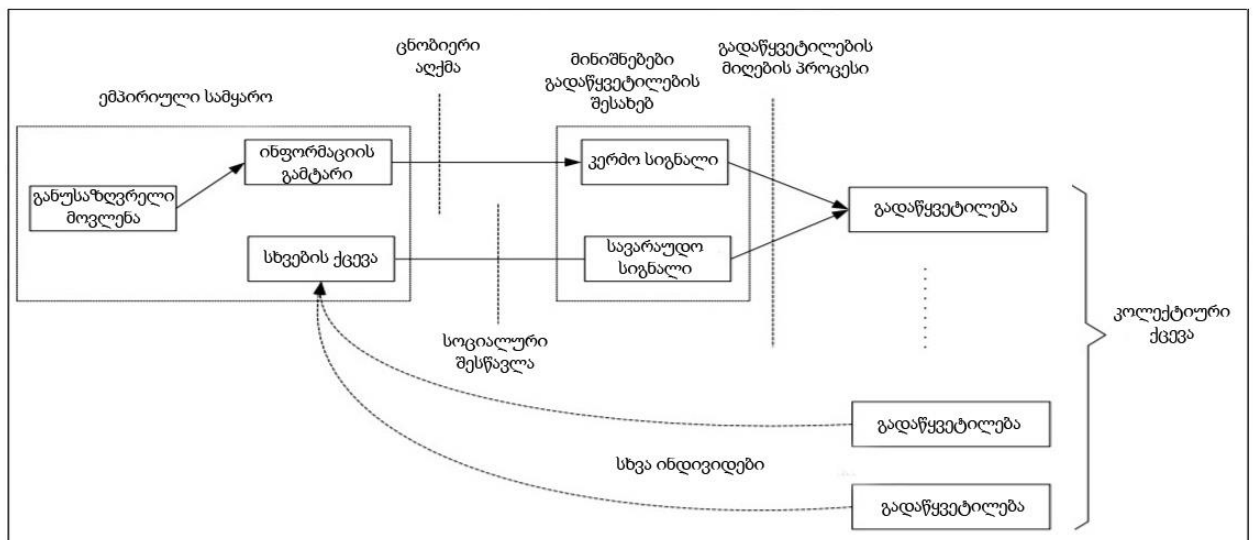 ცნობიერი
აღქმა
მინიშნებები
გადაწყვეტილების
შესახებ
გადაწყვეტილების
მიღების პროცესი
ემპირიული სამყარო
ინფორმაციის
გამტარი
კერძო სიგნალი
განუსაზღვრელი
მოვლენა
გადაწყვეტილება
სხვების ქცევა
სავარაუდო
სიგნალი
კოლექტიური
ქცევა
სოციალური
შესწავლა
გადაწყვეტილება
სხვა ინდივიდები
გადაწყვეტილება